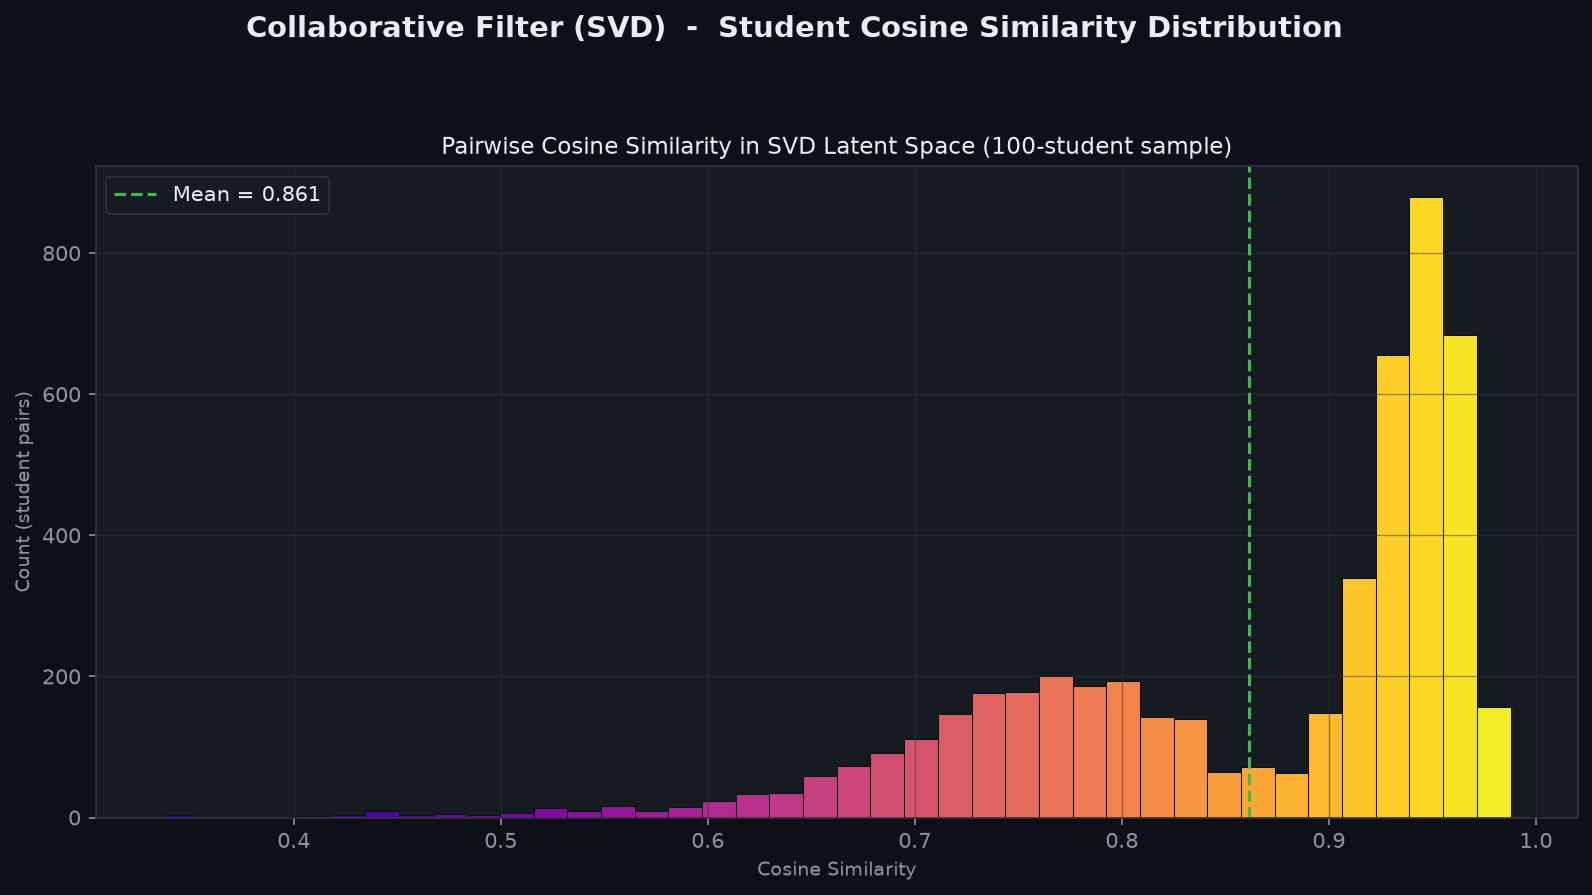 Collaborative Filter (SVD)  -  Student Cosine Similarity Distribution
Pairwise Cosine Similarity in SVD Latent Space (100-student sample)
Mean = 0.861
Count (student pairs)
800
600
400
200
0
0.4 0.5 0.6 0.7 0.8 0.9 1.0
Cosine Similarity